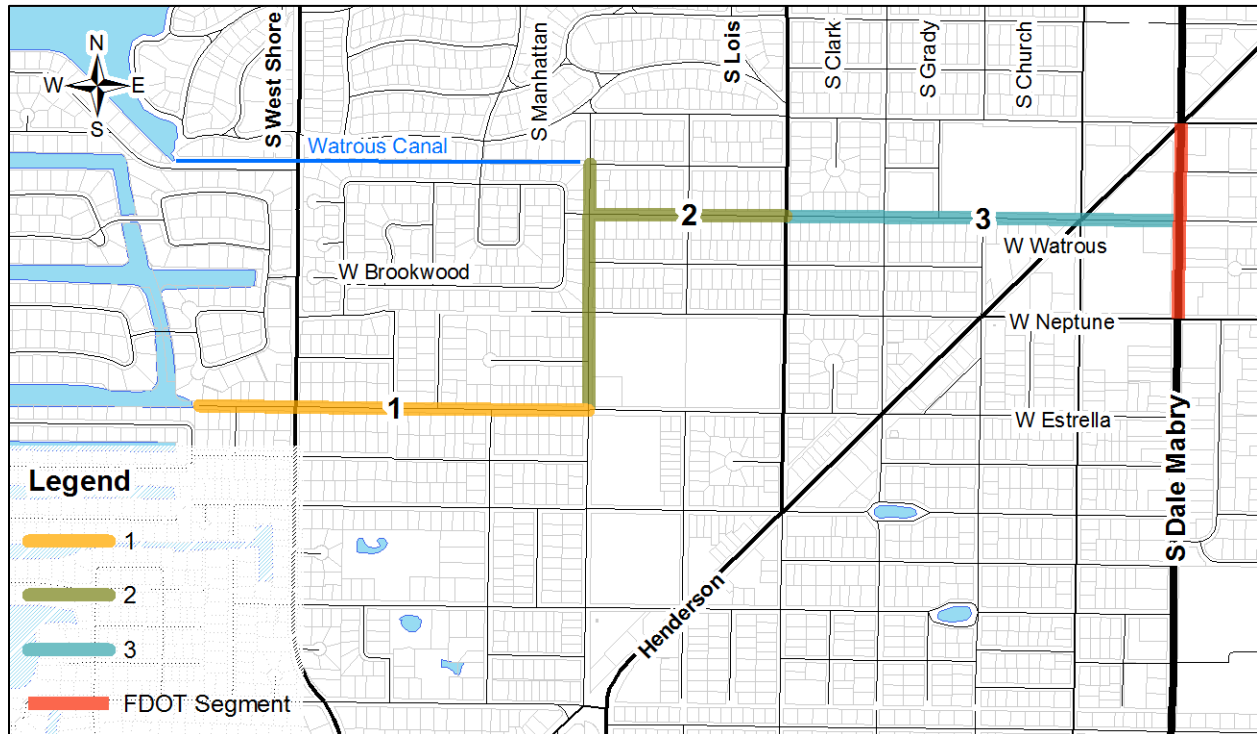 N
W E
S
S West Shore
S Manhattan
S Lois
S Clark
S Grady
S Church
Watrous Canal
2
3
W Watrous
W Brookwood
W Neptune
1
W Estrella
S Dale Mabry
Henderson
Legend
1
2
3
FDOT Segment